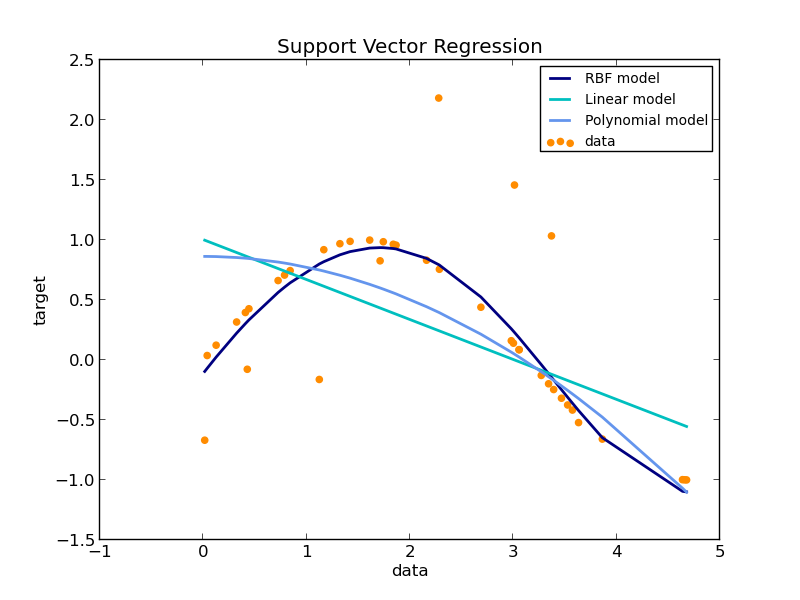 Support Vector Regression
2.5
2.0
1.5
1.0
0.5
0.0
−0.5
−1.0
−1.5
target
RBF model
Linear model
Polynomial model
data
−1
0
1
2
3
4
5
data